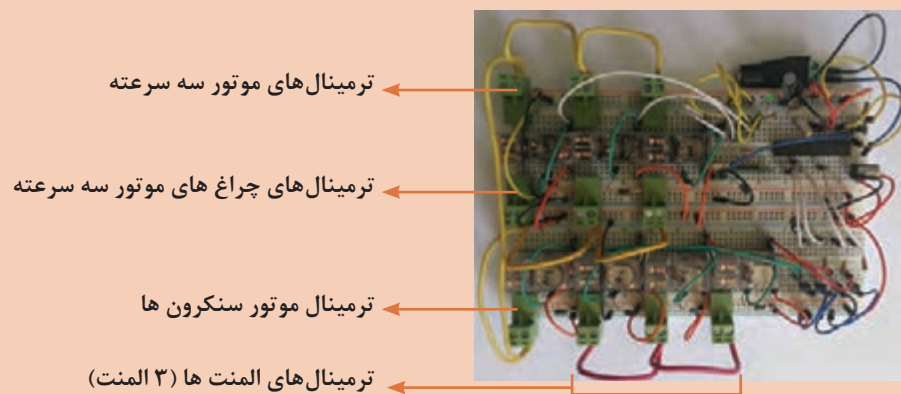 ترمینال‌های موتور سه سرعته
ترمینال‌های چراغ های موتور سه سرعته
ترمینال موتور سنکرون ها
ترمینال‌های المنت ها (۳ المنت)